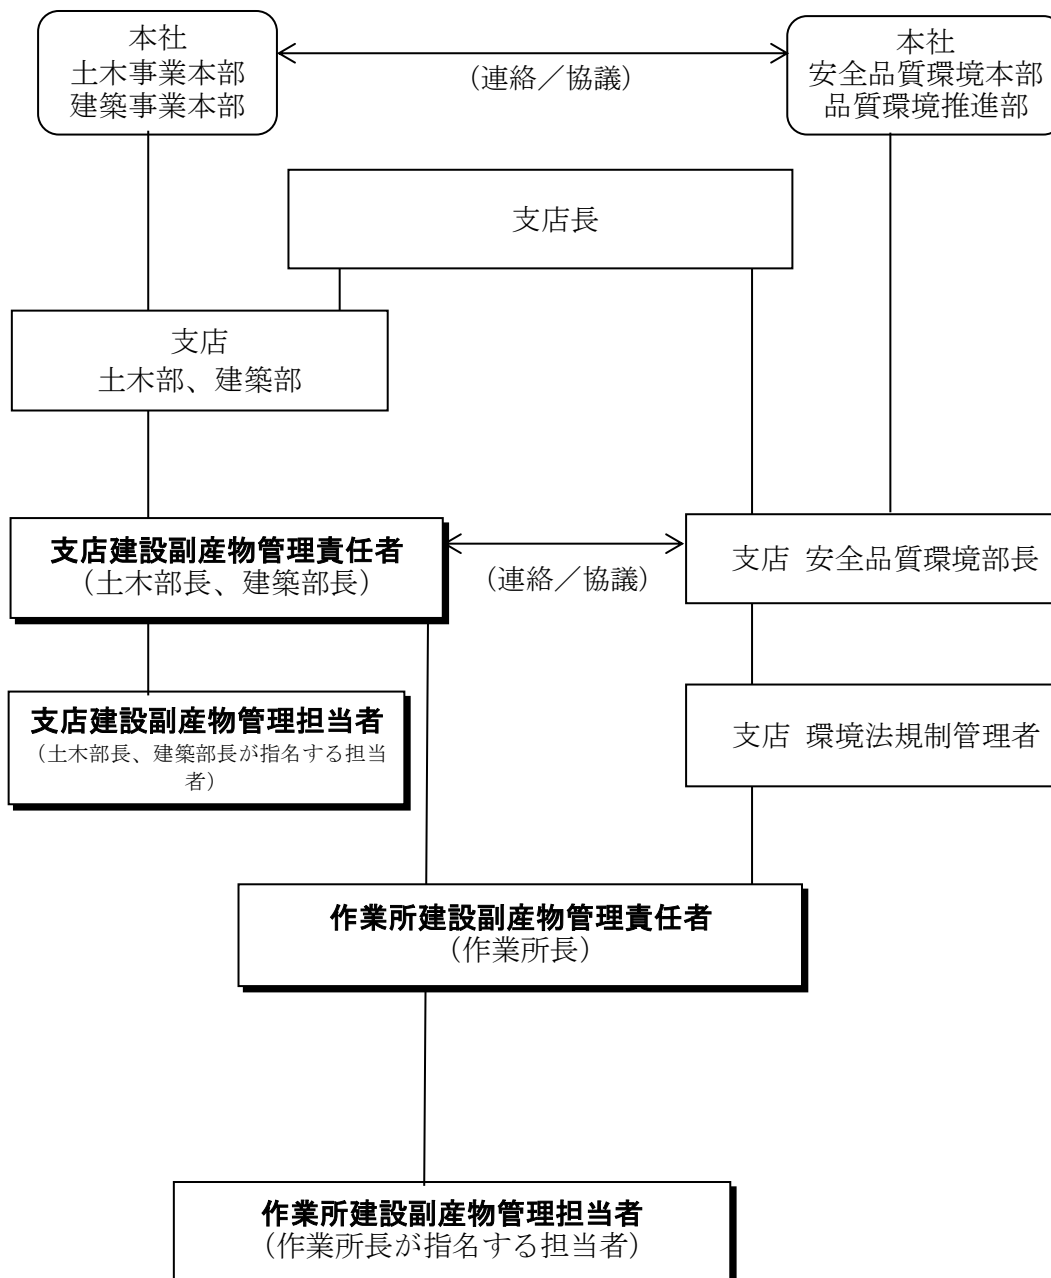 本社
土木事業本部
建築事業本部
（連絡／協議）
本社
安全品質環境本部
品質環境推進部
支店長
支店
土木部、建築部
支店建設副産物管理責任者
（土木部長、建築部長）
（連絡／協議）
支店 安全品質環境部長
支店建設副産物管理担当者
（土木部長、建築部長が指名する担当
者）
支店 環境法規制管理者
作業所建設副産物管理責任者
（作業所長）
作業所建設副産物管理担当者
（作業所長が指名する担当者）